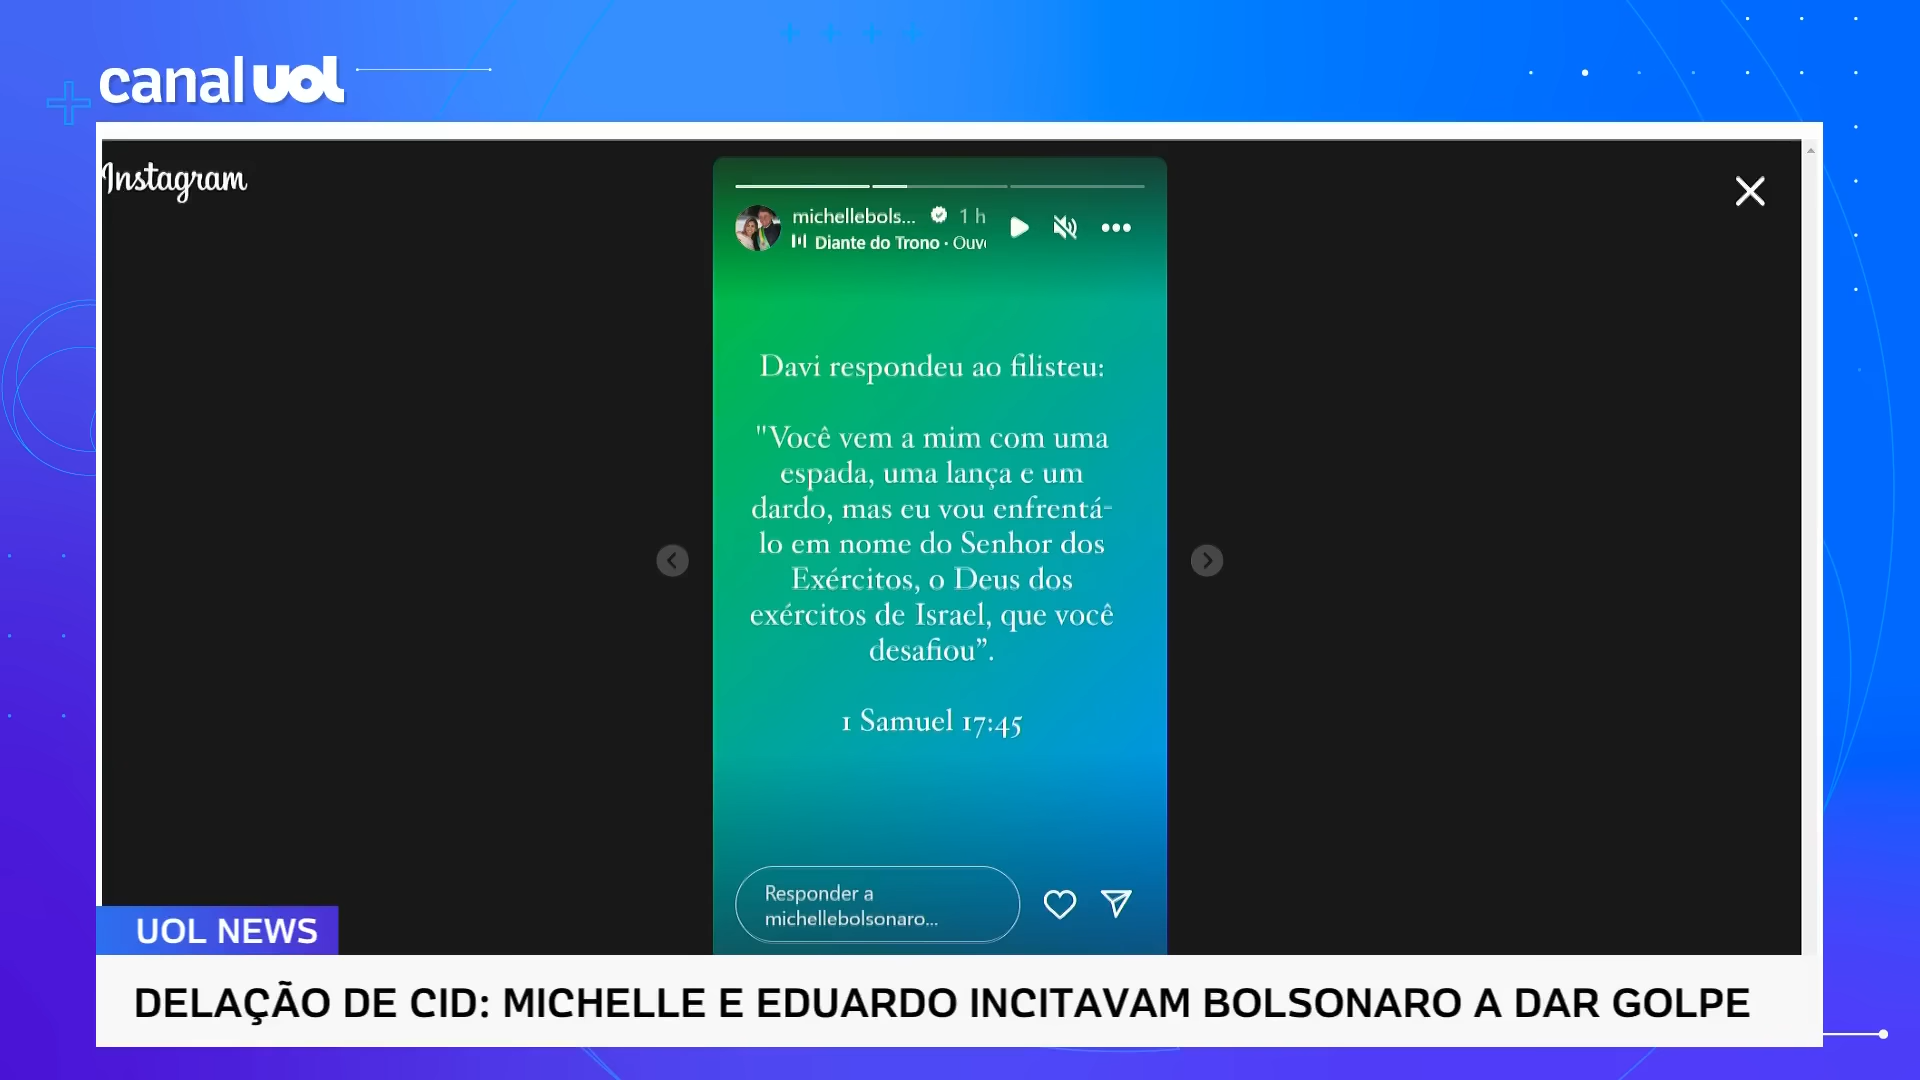 canal uol
Instagram
michellebols... 1 h
Diante do Trono · Ouv
Davi respondeu ao filisteu:
"Você vem a mim com uma
espada, uma lança e um
dardo, mas eu vou enfrentá-
lo em nome do Senhor dos
Exércitos, o Deus dos
exércitos de Israel, que você
desafiou”.
1 Samuel 17:45
Responder a
michellebolsonaro...
UOL NEWS
DELAÇÃO DE CID: MICHELLE E EDUARDO INCITAVAM BOLSONARO A DAR GOLPE